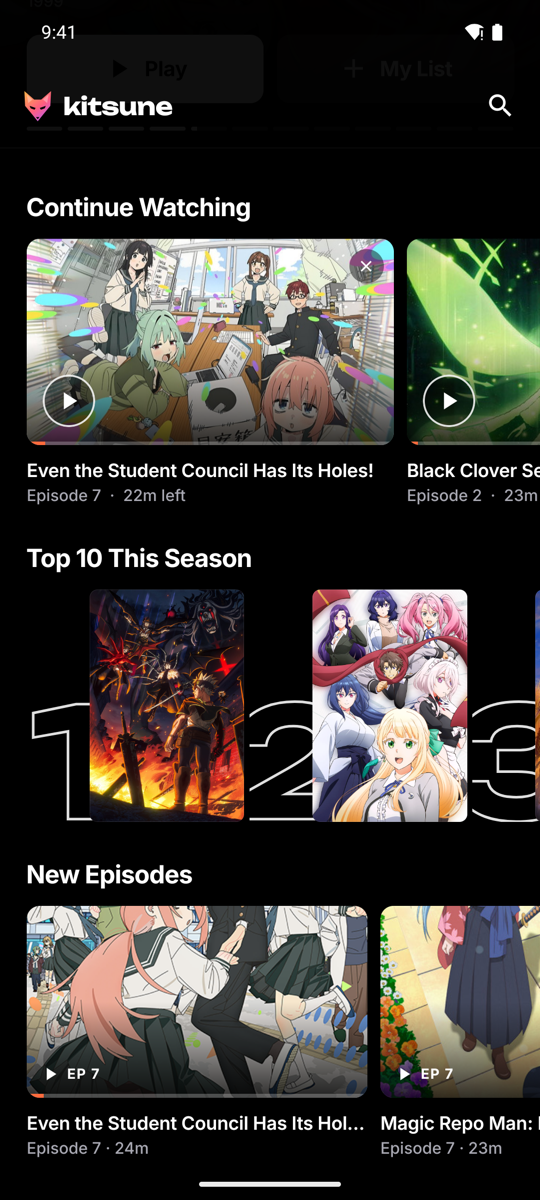 1999
9:41
Play
My List
kitsune
Continue Watching
Even the Student Council Has Its Holes!
Episode 7 · 22m left
Black Clover Se
Episode 2 · 23m
Top 10 This Season
1
2
3
New Episodes
EP 7
EP 7
Even the Student Council Has Its Hol...
Episode 7 · 24m
Magic Repo Man:
Episode 7 · 23m